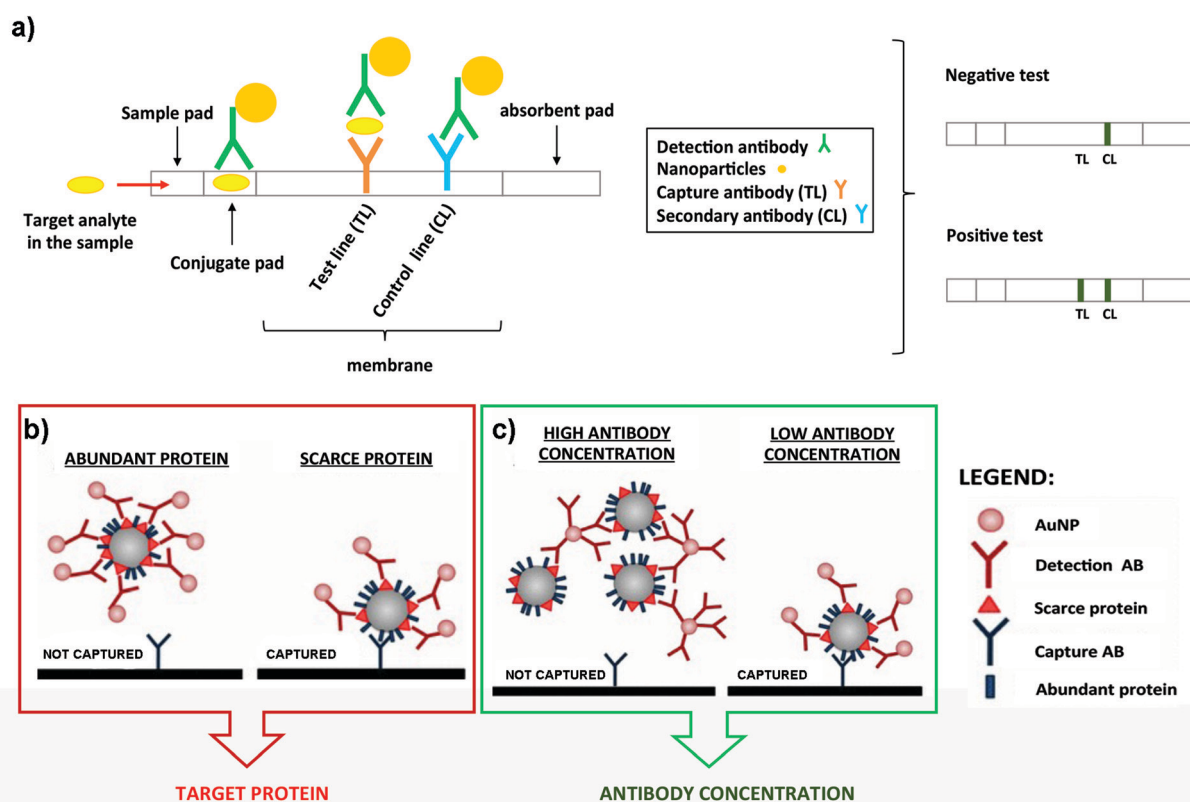 a)
Sample pad
absorbent pad
Target analyte
in the sample
Conjugate pad
Test line (TL)
Control line (CL)
membrane
Detection antibody
Nanoparticles
Capture antibody (TL)
Secondary antibody (CL)
Negative test
TL CL
Positive test
TL CL
b)
ABUNDANT PROTEIN
SCARCE PROTEIN
NOT CAPTURED
CAPTURED
TARGET PROTEIN
c)
HIGH ANTIBODY
CONCENTRATION
LOW ANTIBODY
CONCENTRATION
NOT CAPTURED
CAPTURED
ANTIBODY CONCENTRATION
LEGEND:
AuNP
Detection AB
Scarce protein
Capture AB
Abundant protein